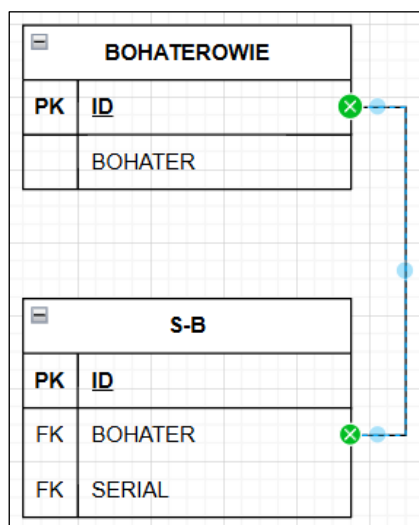 BOHATEROWIE
PK ID
BOHATER
S-B
PK ID
FK BOHATER
FK SERIAL